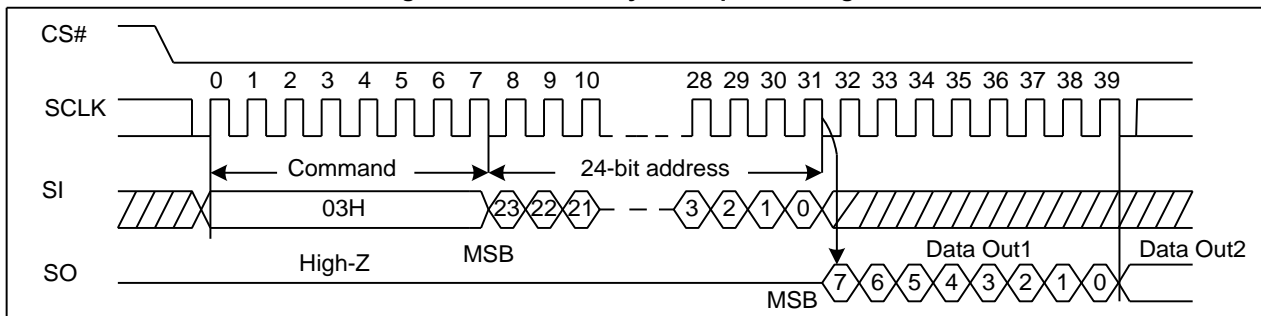 CS#
0 1 2 3 4 5 6 7 8 9 10 28 29 30 31 32 33 34 35 36 37 38 39
SCLK
Command 24-bit address
SI
03H 23 22 21 3 2 1 0
High-Z MSB Data Out1 Data Out2
SO
MSB 7 6 5 4 3 2 1 0